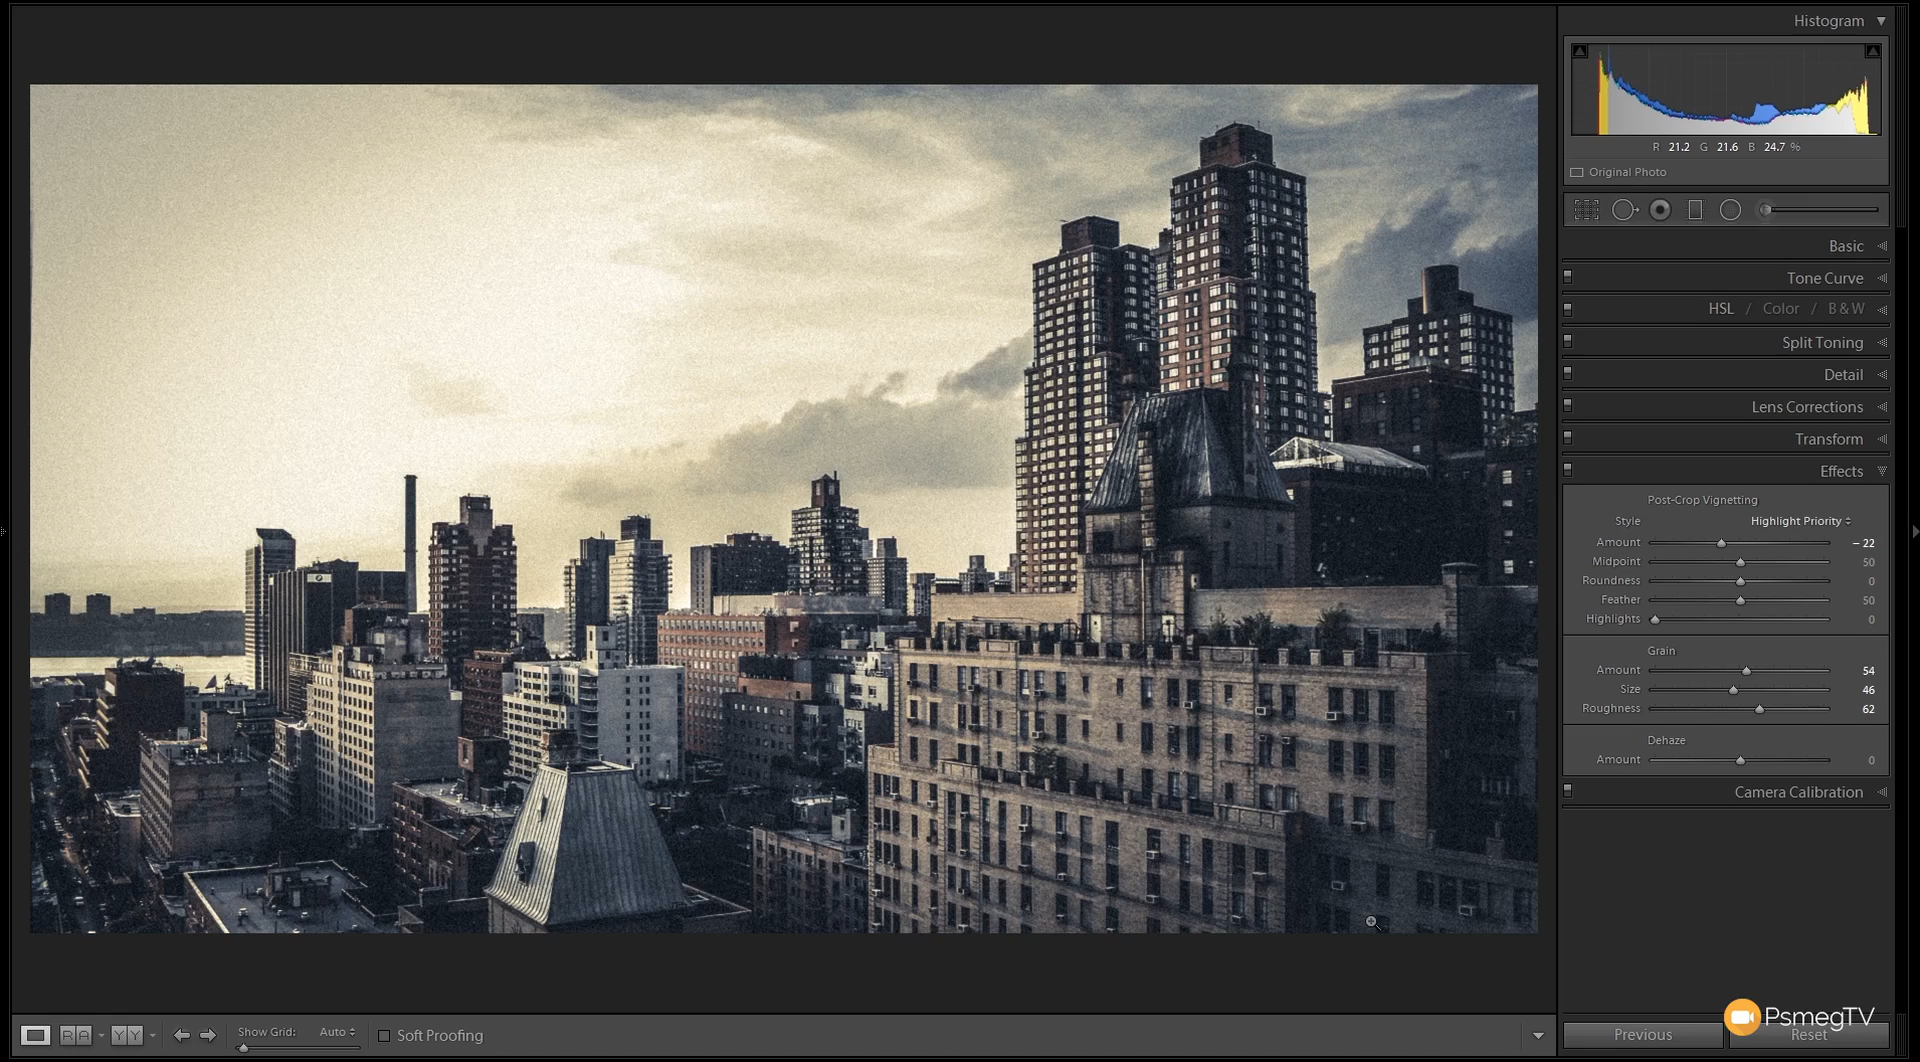 Histogram
R 21.2 G 21.6 B 24.7 %
Original Photo
Basic
Tone Curve
HSL / Color / B & W
Split Toning
Detail
Lens Corrections
Transform
Effects
Post-Crop Vignetting
Style Highlight Priority
Amount – 22
Midpoint 50
Roundness 0
Feather 50
Highlights 0
Grain
Amount 54
Size 46
Roughness 62
Dehaze
Amount 0
Camera Calibration
PsmegTV
R A Y Y Show Grid: Auto Soft Proofing
Previous Reset